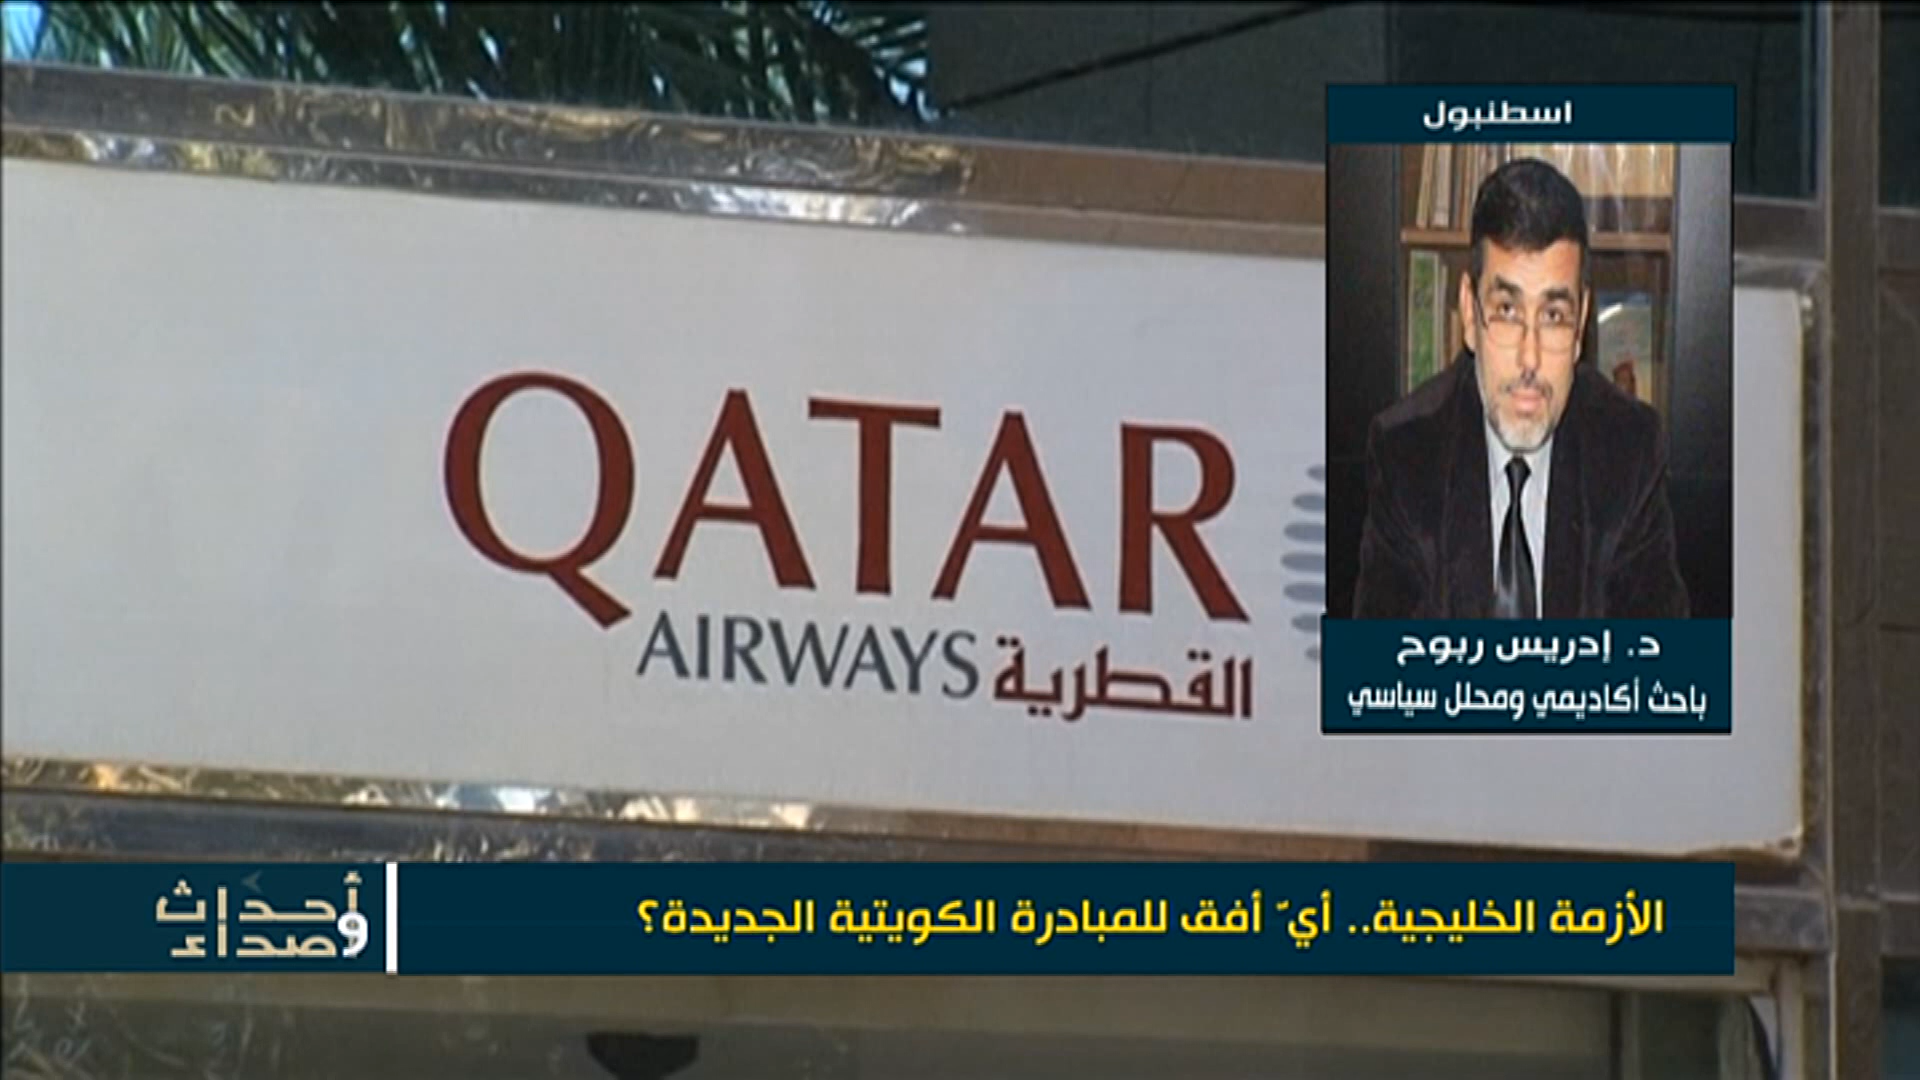 اسطنبول
QATAR
AIRWAYS القطرية
د. إدريس ربوح
باحث أكاديمي ومحلل سياسي
الأزمة الخليجية.. أيّ أفق للمبادرة الكويتية الجديدة؟
أحداث
وأصداء